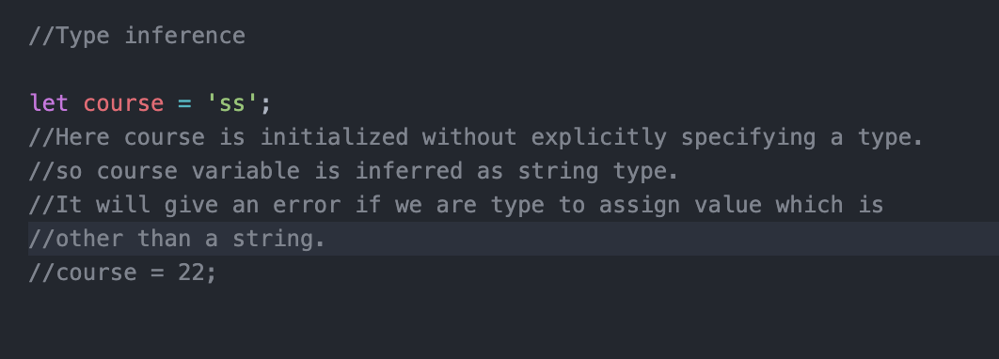 //Type inference
let course = 'ss';
//Here course is initialized without explicitly specifying a type.
//so course variable is inferred as string type.
//It will give an error if we are type to assign value which is
//other than a string.
//course = 22;